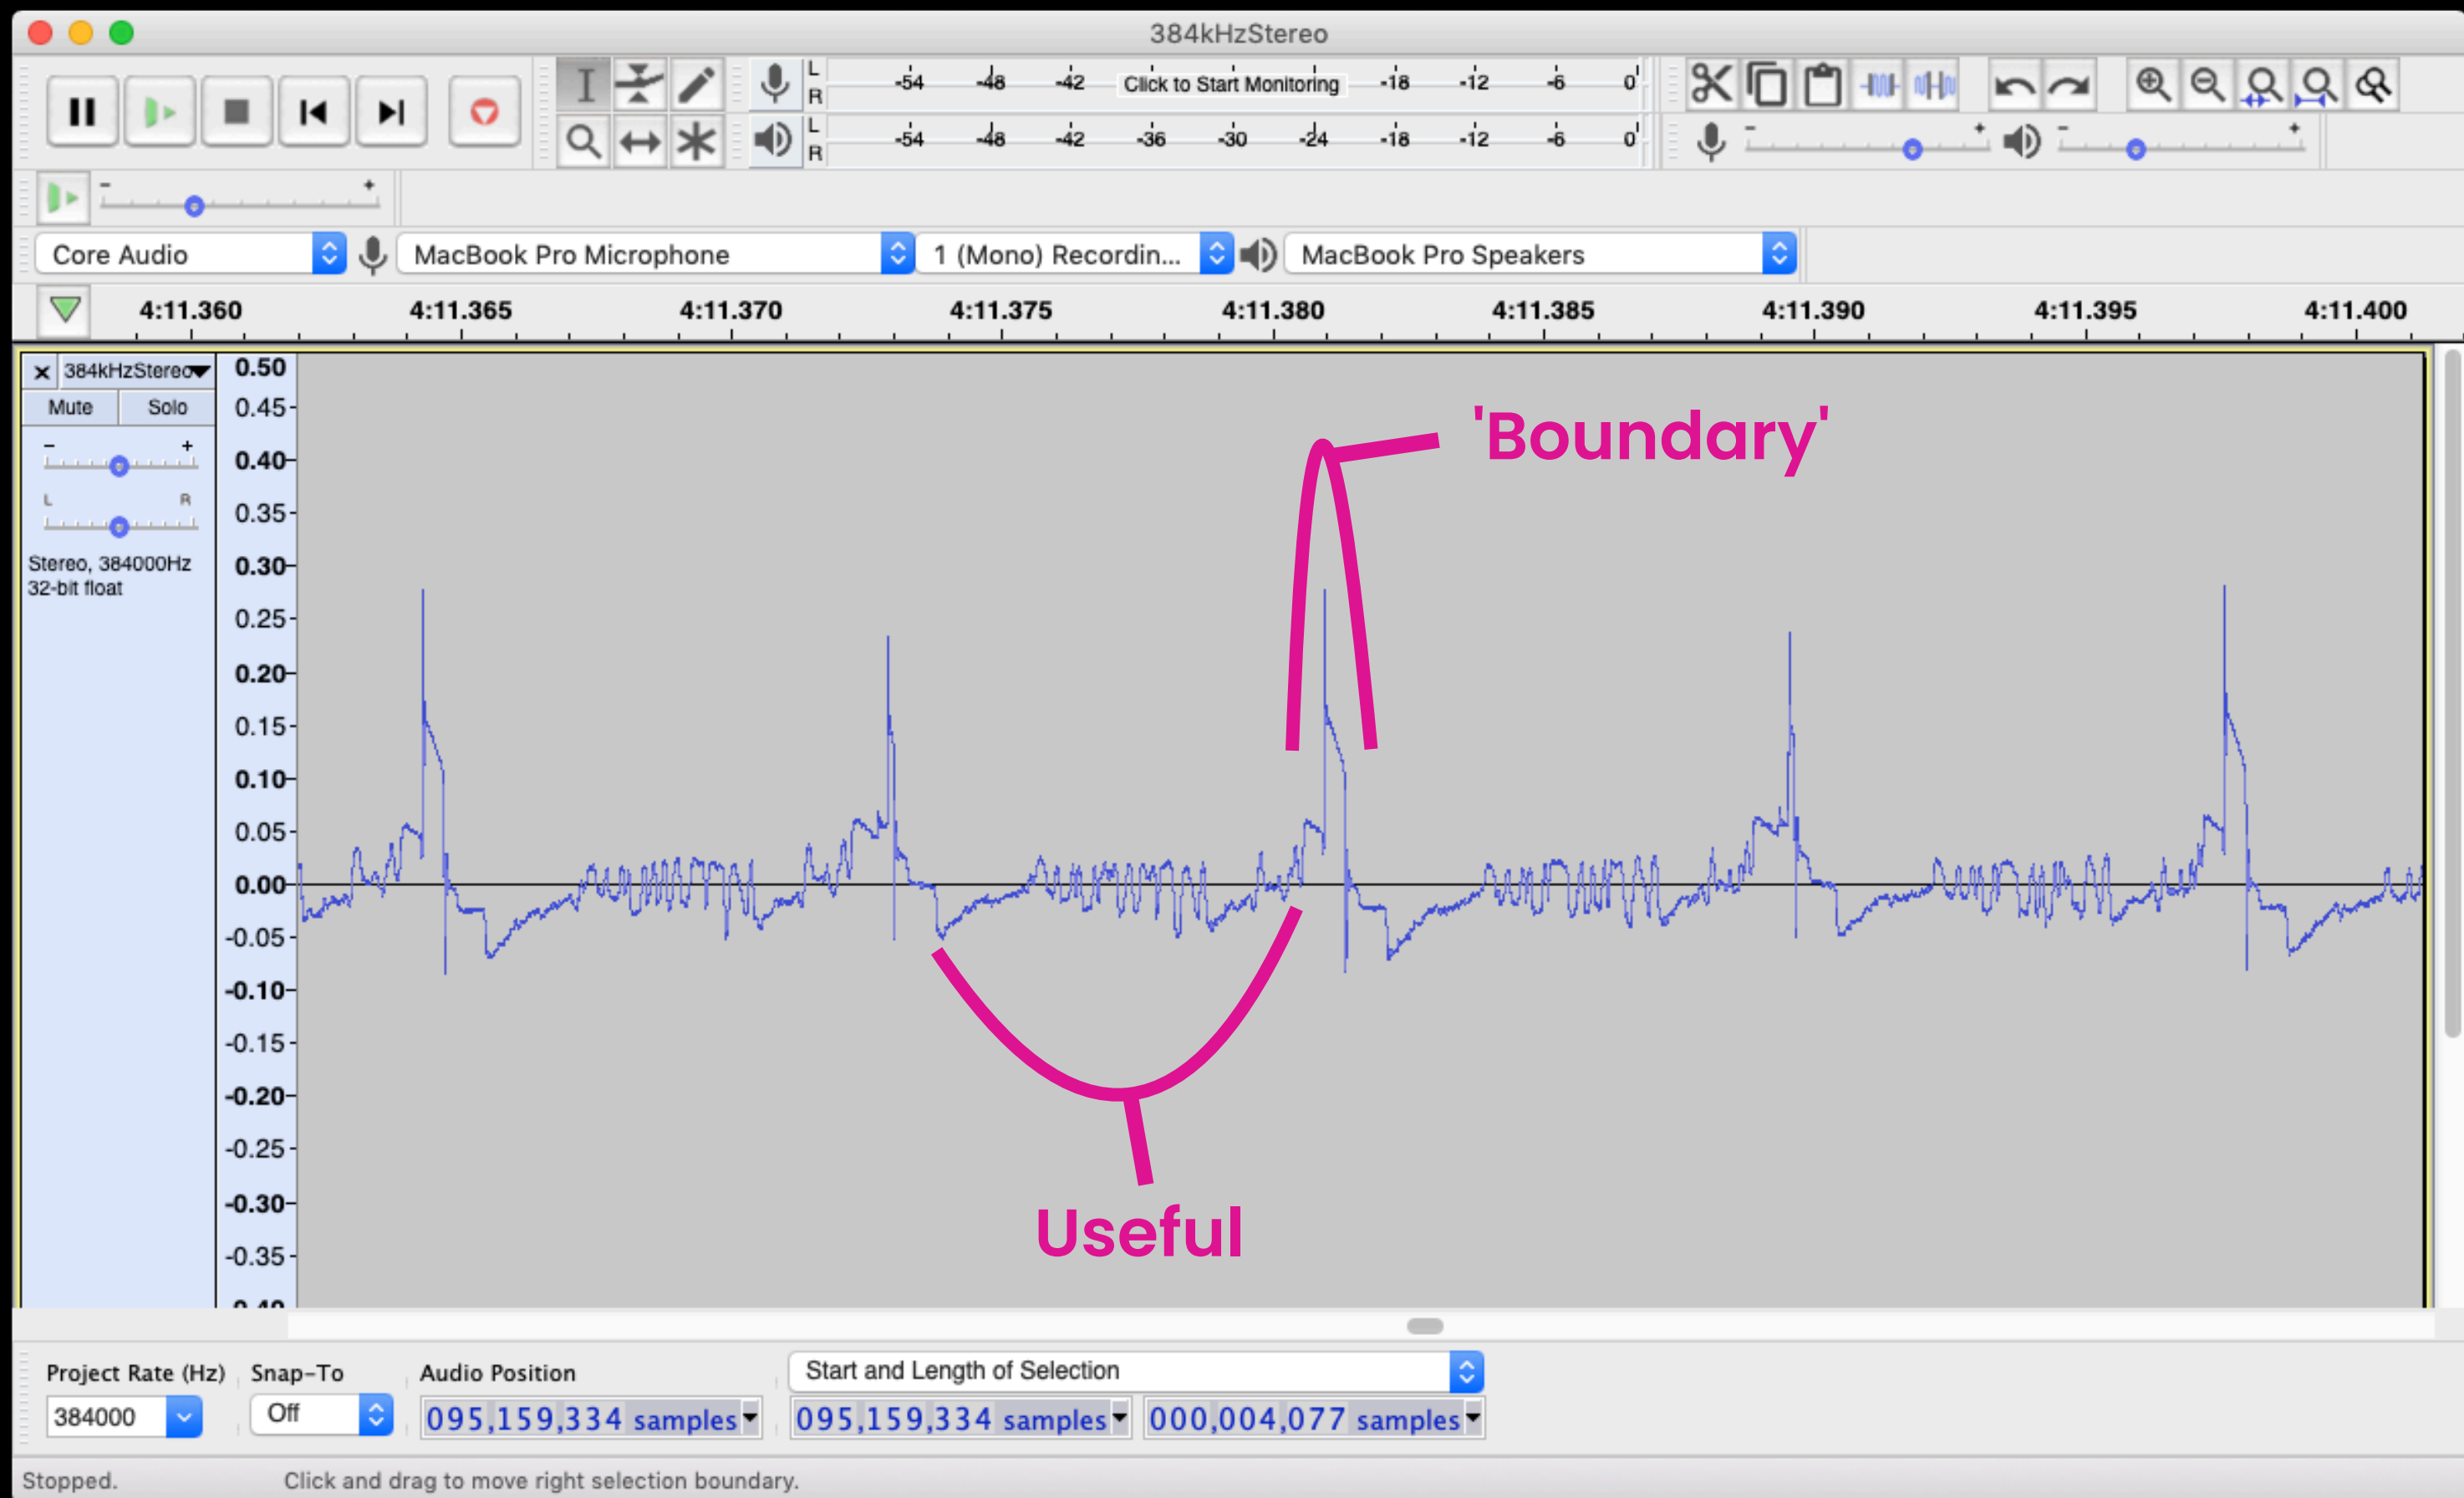 384kHzStereo
L
R
-54 -48 -42 Click to Start Monitoring -18 -12 -6 0
L
R
-54 -48 -42 -36 -30 -24 -18 -12 -6 0
- +
- +
- +
Core Audio
MacBook Pro Microphone
1 (Mono) Recordin...
MacBook Pro Speakers
4:11.360 4:11.365 4:11.370 4:11.375 4:11.380 4:11.385 4:11.390 4:11.395 4:11.400
384kHzStereo
Mute Solo
- +
L R
Stereo, 384000Hz
32-bit float
0.50
0.45
0.40
0.35
0.30
0.25
0.20
0.15
0.10
0.05
0.00
-0.05
-0.10
-0.15
-0.20
-0.25
-0.30
-0.35
'Boundary'
Useful
Project Rate (Hz) Snap-To Audio Position Start and Length of Selection
384000 Off 095,159,334 samples 095,159,334 samples 000,004,077 samples
Stopped. Click and drag to move right selection boundary.